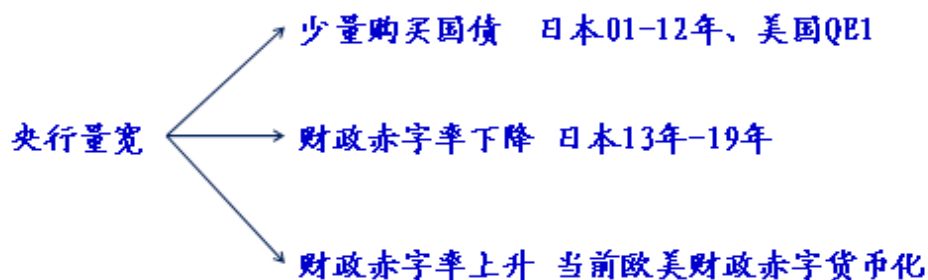 少量购买国债 日本01-12年、美国QE1
央行量宽
财政赤字率下降 日本13年-19年
财政赤字率上升 当前欧美财政赤字货币化